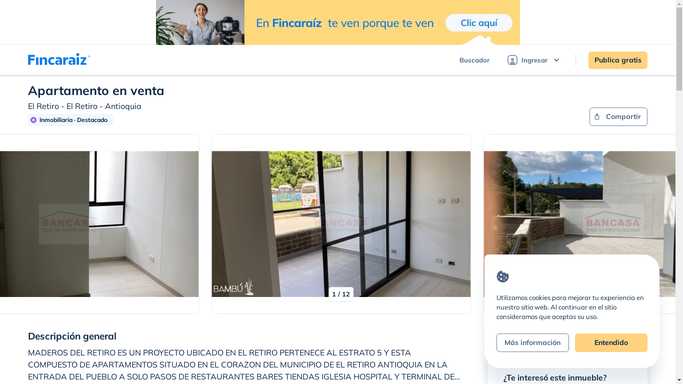 En Fincaraíz te ven porque te ven
Clic aquí
Fincaraiz
Buscador
Ingresar
Publica gratis
Apartamento en venta
El Retiro - El Retiro - Antioquia
Inmobiliaria · Destacado
Compartir
BANCASA
BANCASA
BANCASA
BAMBÚ
1 / 12
Utilizamos cookies para mejorar tu experiencia en
nuestro sitio web. Al continuar en el sitio
consideramos que aceptas su uso.
Más información
Entendido
Descripción general
MADEROS DEL RETIRO ES UN PROYECTO UBICADO EN EL RETIRO PERTENECE AL ESTRATO 5 Y ESTA
COMPUESTO DE APARTAMENTOS SITUADO EN EL CORAZON DEL MUNICIPIO DE EL RETIRO ANTIOQUIA EN LA
ENTRADA DEL PUEBLO A SOLO PASOS DE RESTAURANTES BARES TIENDAS IGLESIA HOSPITAL Y TERMINAL DE...
¿Te interesó este inmueble?